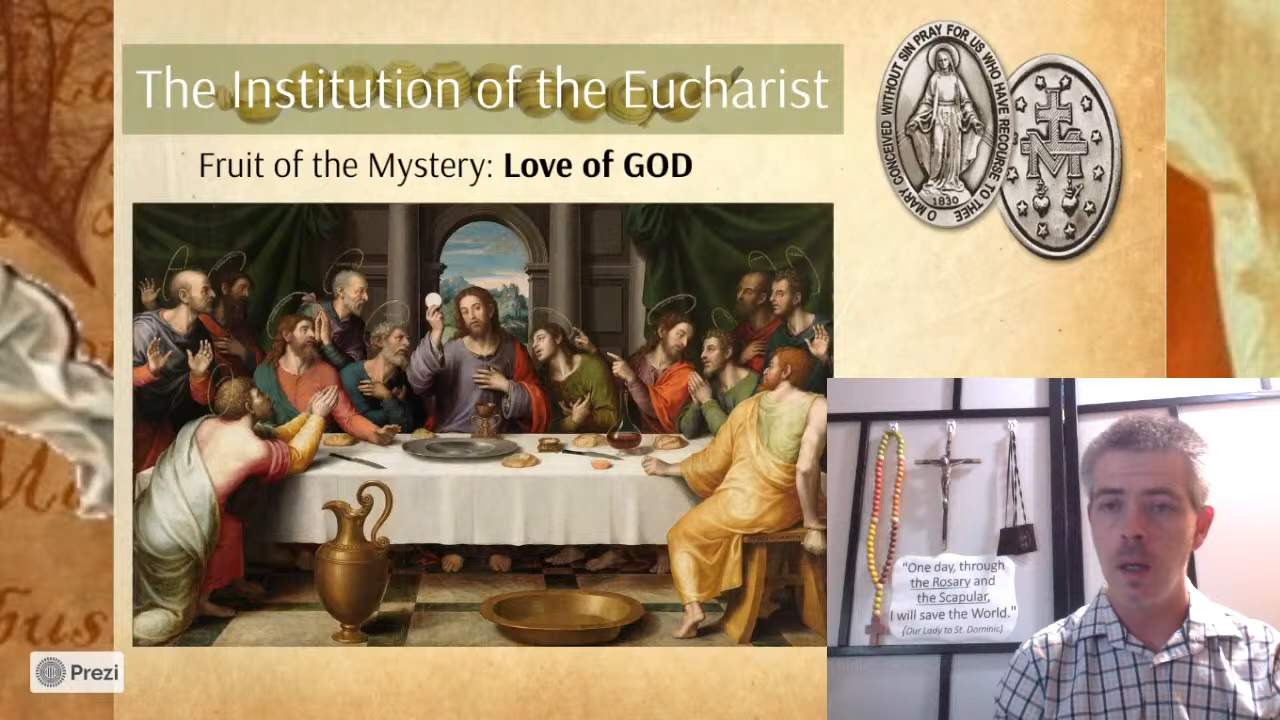 The Institution of the Eucharist
Fruit of the Mystery: Love of GOD
O MARY CONCEIVED WITHOUT SIN PRAY FOR US WHO HAVE RECOURSE TO THEE
1830
M
"One day, through
the Rosary and
the Scapular,
I will save the World."
(Our Lady to St. Dominic)
Prezi